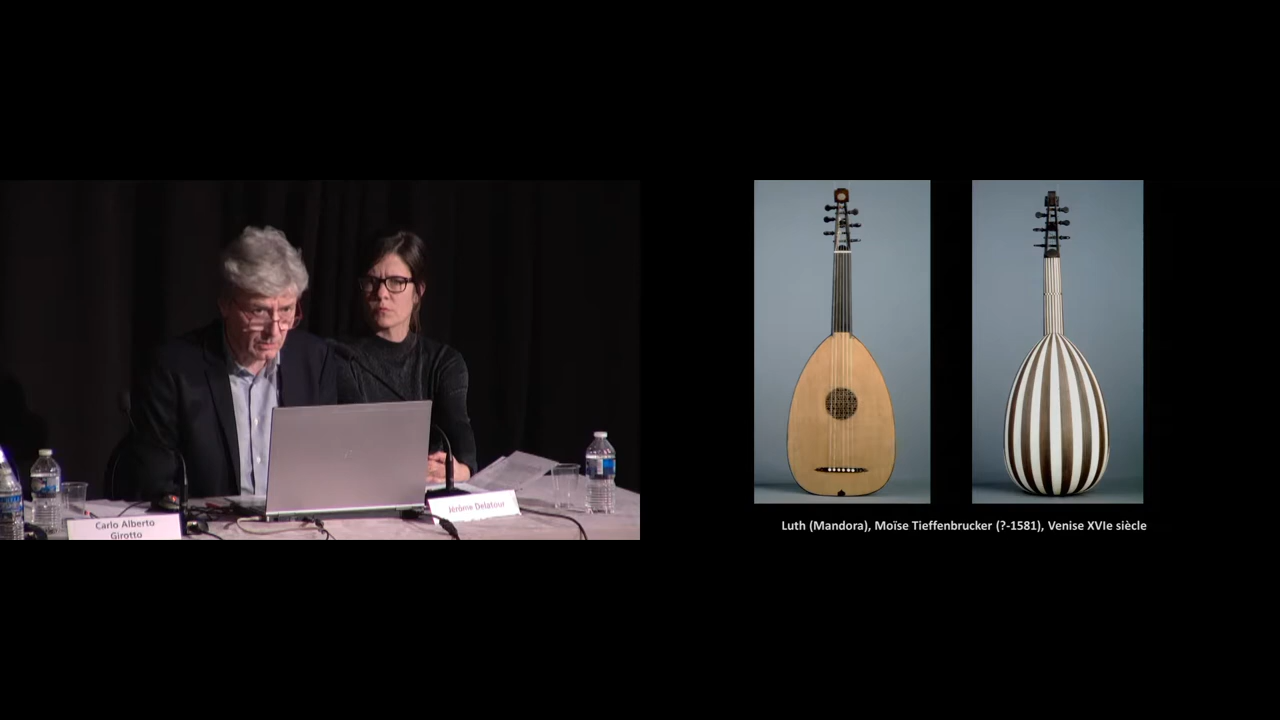 Carlo Alberto
Girotto
Jérôme Delatour
Luth (Mandora), Moïse Tieffenbrucker (?-1581), Venise XVIe siècle